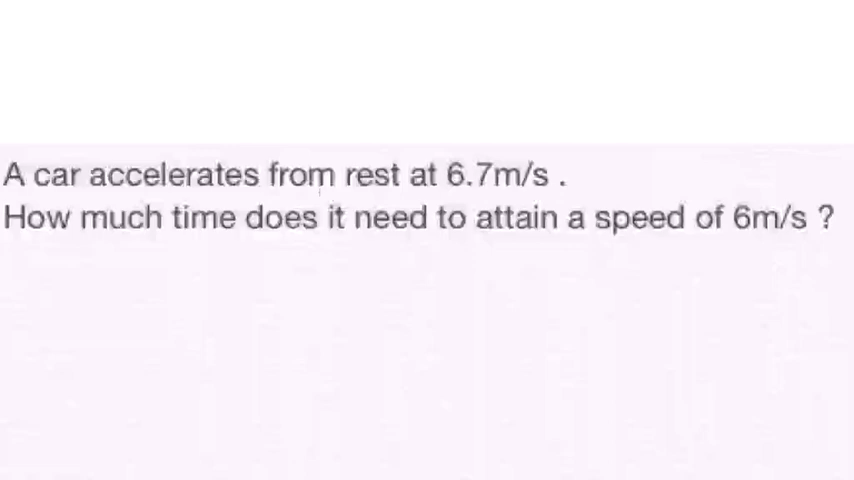 A car accelerates from rest at 6.7m/s .
How much time does it need to attain a speed of 6m/s ?